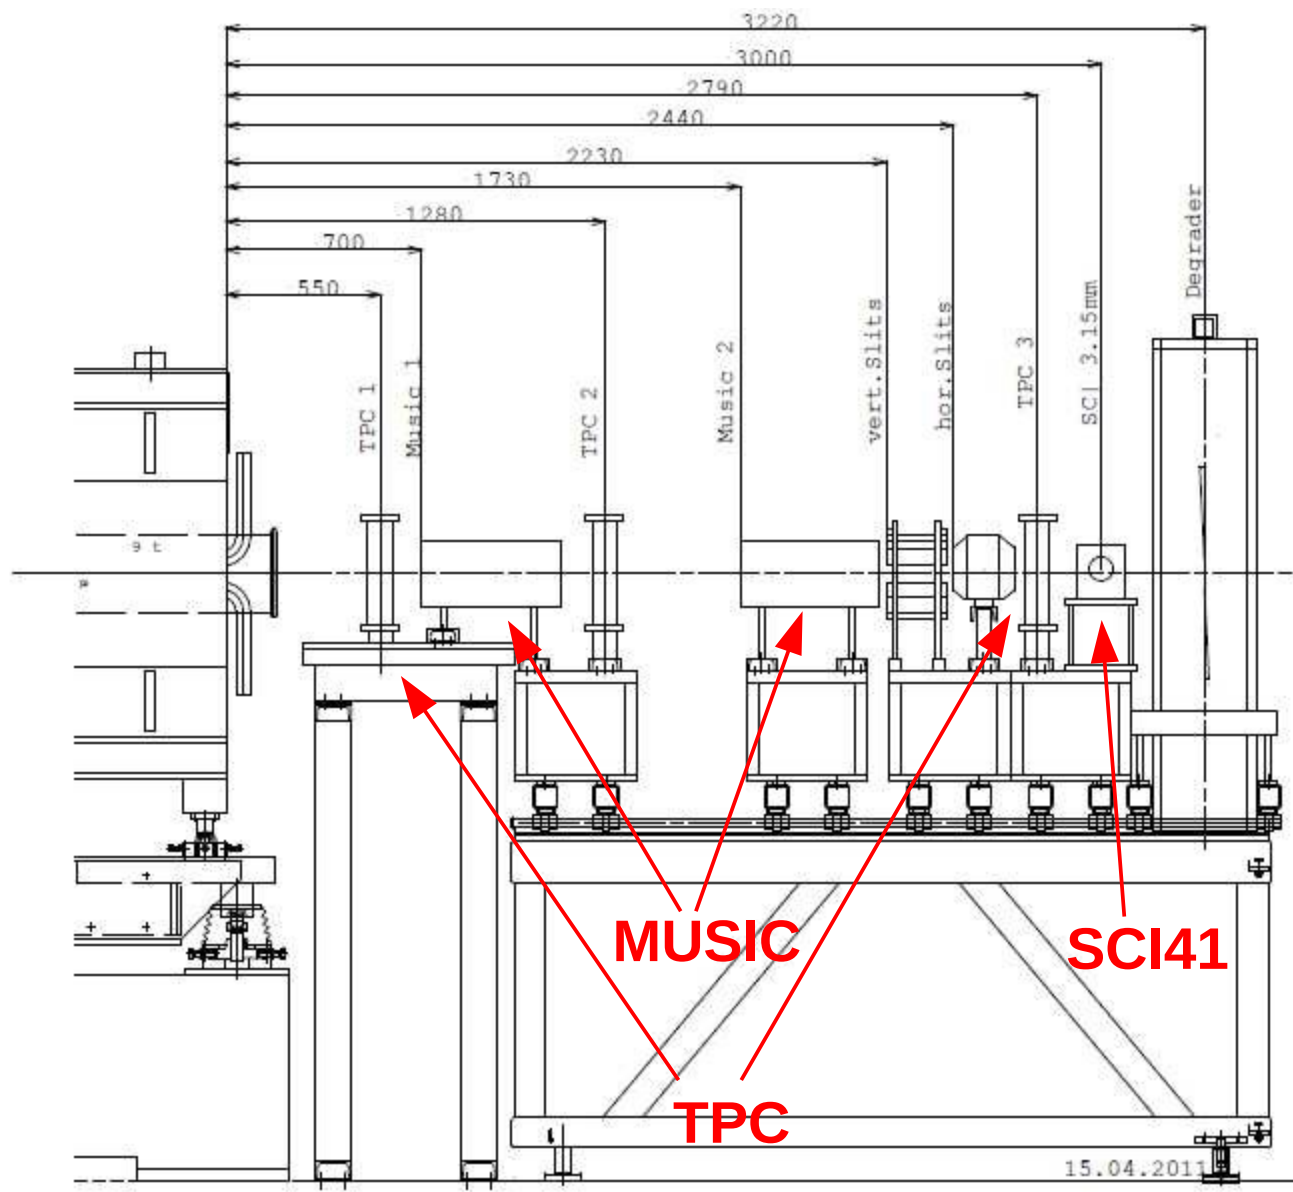 3220
3000
2790
2440
2230
1730
1280
700
550
TPC 1
Music 1
TPC 2
Music 2
vert.Slits
hor.Slits
TPC 3
SCI 3.15mm
Degrader
9 t
MUSIC
SCI41
TPC
15.04.2011